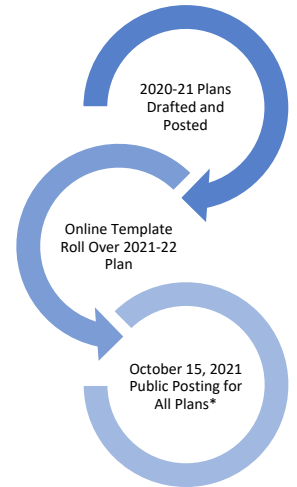 2020-21 Plans
Drafted and
Posted
Online Template
Roll Over 2021-22
Plan
October 15, 2021
Public Posting for
All Plans*